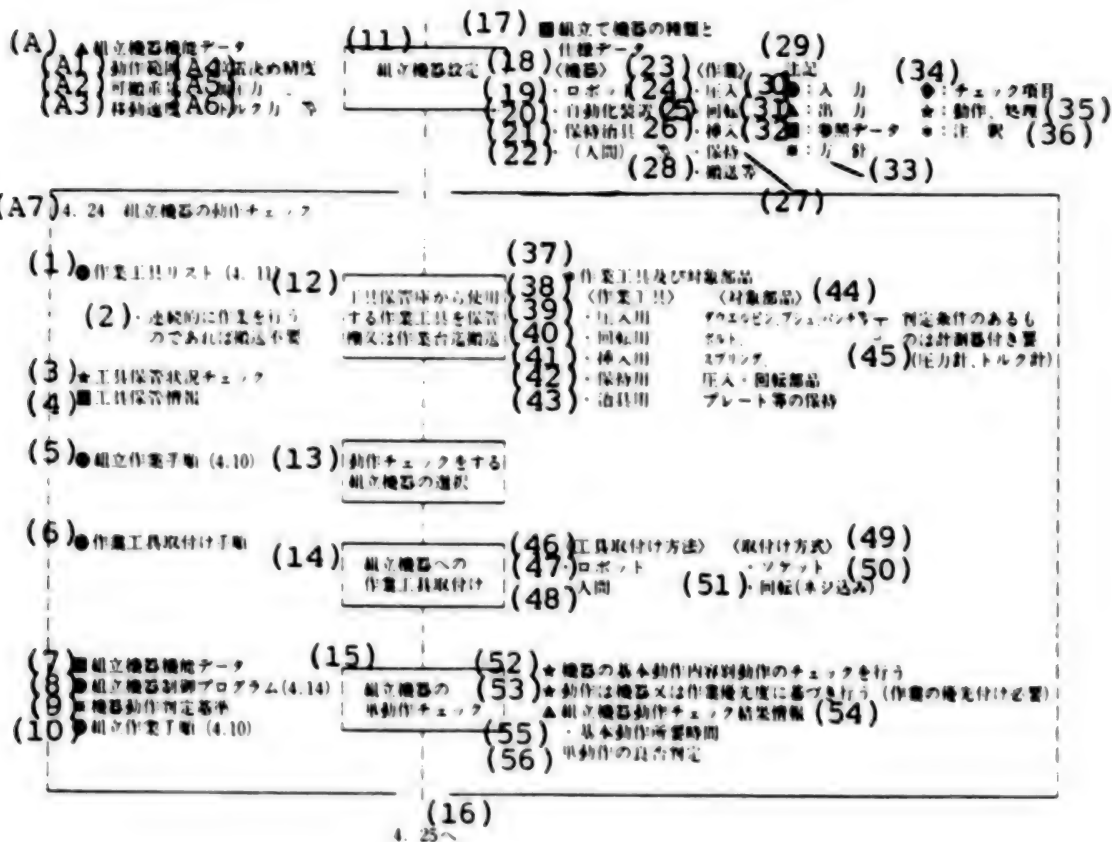 (A) ▲組立機器機能データ
(A1) 動作範囲 (A4) 位置決め精度
(A2) 可搬重量 (A5) 圧力
(A3) 移動速度 (A6) トルク力 等
(11)
組立機器設定
(17) ■組立て機器の種類と
仕様データ
(18) 〈機器〉 (23) 〈作業〉
(19) ・ロボット (24) ・圧入
(20) ・自動化装置 (25) ・回転
(21) ・保持治具 (26) ・挿入
(22) ・(人間) 等 ・保持 (27)
(28) ・搬送等
(29) 注記
(30) ●：入 力 (34) ◆：チェック項目
(31) ▲：出 力 ★：動作、処理 (35)
(32) ■：参照データ ＊：注 釈 (36)
：方 針 (33)
(A7) 4. 24 組立機器の動作チェック
(1) ●作業工具リスト (4. 11)
(2) ・連続的に作業を行う
のであれば搬送不要
(3) ★工具保管状況チェック
(4) ■工具保管情報
(12) 工具保管庫から使用
する作業工具を保管
棚又は作業台迄搬送
(37) 作業工具及び対象部品
(38) 〈作業工具〉 〈対象部品〉 (44)
(39) ・圧入用 ダウエルピン、ブシュ、パンチ等
(40) ・回転用 ボルト、
(41) ・挿入用 スプリング、
(42) ・保持用 圧入・回転部品
(43) ・治具用 プレート等の保持
判定条件のあるも
のは計測器付き要
(45) (圧力計、トルク計)
(5) ●組立作業手順 (4.10)
(13) 動作チェックをする
組立機器の選択
(6) ●作業工具取付け手順
(14) 組立機器への
作業工具取付け
(46) 〈工具取付け方法〉 〈取付け方式〉 (49)
(47) ・ロボット ・ソケット (50)
(48) 人間 (51) ・回転(ネジ込み)
(7) ■組立機器機能データ
(8) ●組立機器制御プログラム(4.14)
(9) ■機器動作判定基準
(10) ●組立作業手順 (4.10)
(15) 組立機器の
単動作チェック
(52) ★機器の基本動作内容別動作のチェックを行う
(53) ★動作は機器又は作業優先度に基づき行う (作業の優先付け必要)
▲組立機器動作チェック結果情報 (54)
(55) ・基本動作所要時間
(56) 単動作の良否判定
(16)
4. 25へ